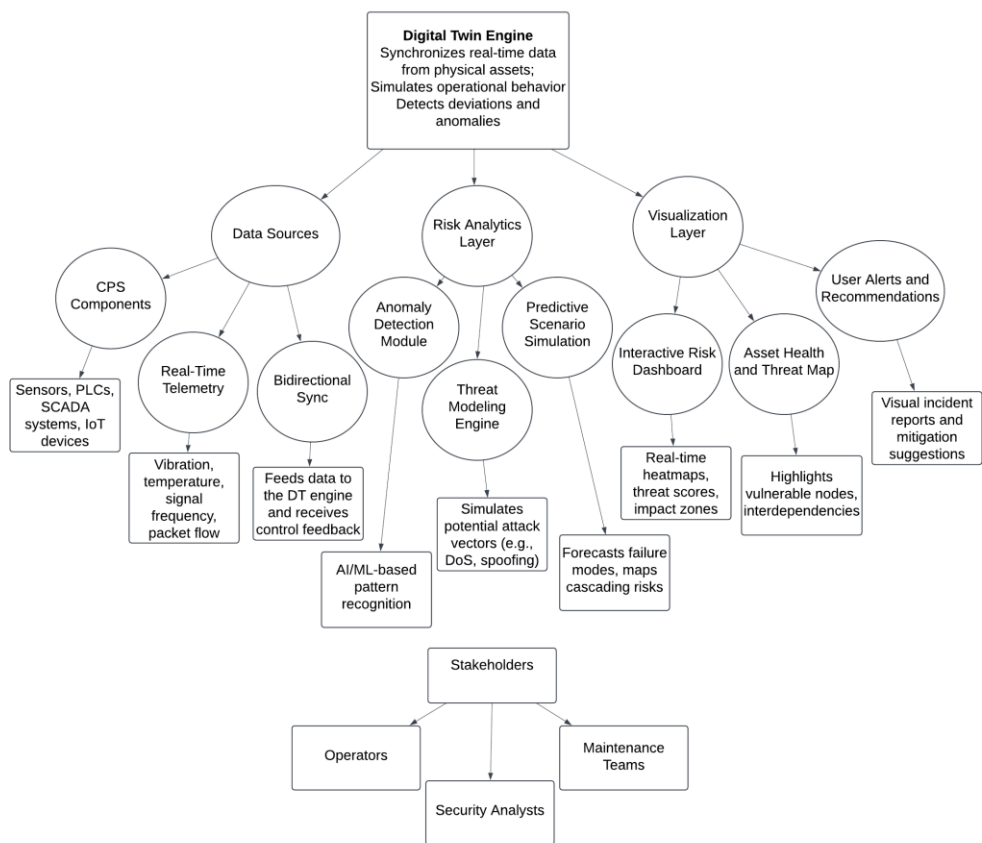 Digital Twin Engine
Synchronizes real-time data
from physical assets;
Simulates operational behavior
Detects deviations and
anomalies
Data Sources
Risk Analytics
Layer
Visualization
Layer
CPS
Components
Real-Time
Telemetry
Bidirectional
Sync
Anomaly
Detection
Module
Threat
Modeling
Engine
Predictive
Scenario
Simulation
Interactive Risk
Dashboard
Asset Health
and Threat Map
User Alerts and
Recommendations
Sensors, PLCs,
SCADA
systems, IoT
devices
Vibration,
temperature,
signal
frequency,
packet flow
Feeds data to
the DT engine
and receives
control feedback
AI/ML-based
pattern
recognition
Simulates
potential attack
vectors (e.g.,
DoS, spoofing)
Forecasts failure
modes, maps
cascading risks
Real-time
heatmaps,
threat scores,
impact zones
Highlights
vulnerable nodes,
interdependencies
Visual incident
reports and
mitigation
suggestions
Stakeholders
Operators
Security Analysts
Maintenance
Teams